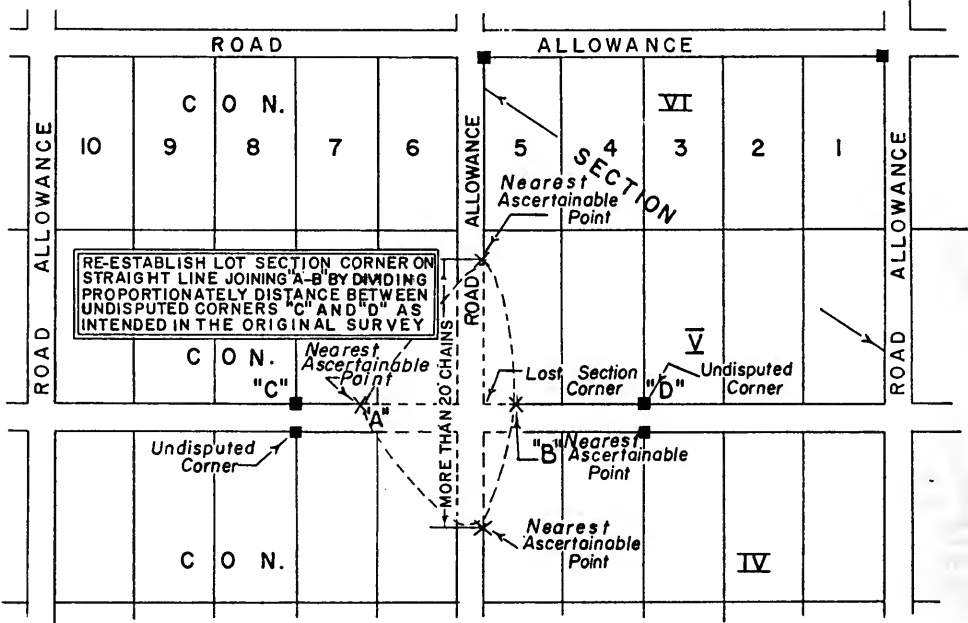 ROAD ALLOWANCE
CON. VI
10 9 8 7 6 5 4 3 2 1
SECTION
ROAD ALLOWANCE
ROAD ALLOWANCE
ROAD ALLOWANCE
Nearest
Ascertainable
Point
RE-ESTABLISH LOT SECTION CORNER ON
STRAIGHT LINE JOINING "A-B" BY DIVIDING
PROPORTIONATELY DISTANCE BETWEEN
UNDISPUTED CORNERS "C" AND "D" AS
INTENDED IN THE ORIGINAL SURVEY
CON. V
Nearest
Ascertainable
Point
"C"
"A"
MORE THAN 20 CHAINS
Lost Section
Corner
"D"
Undisputed
Corner
Undisputed
Corner
"B" Nearest
Ascertainable
Point
Nearest
Ascertainable
Point
CON. IV